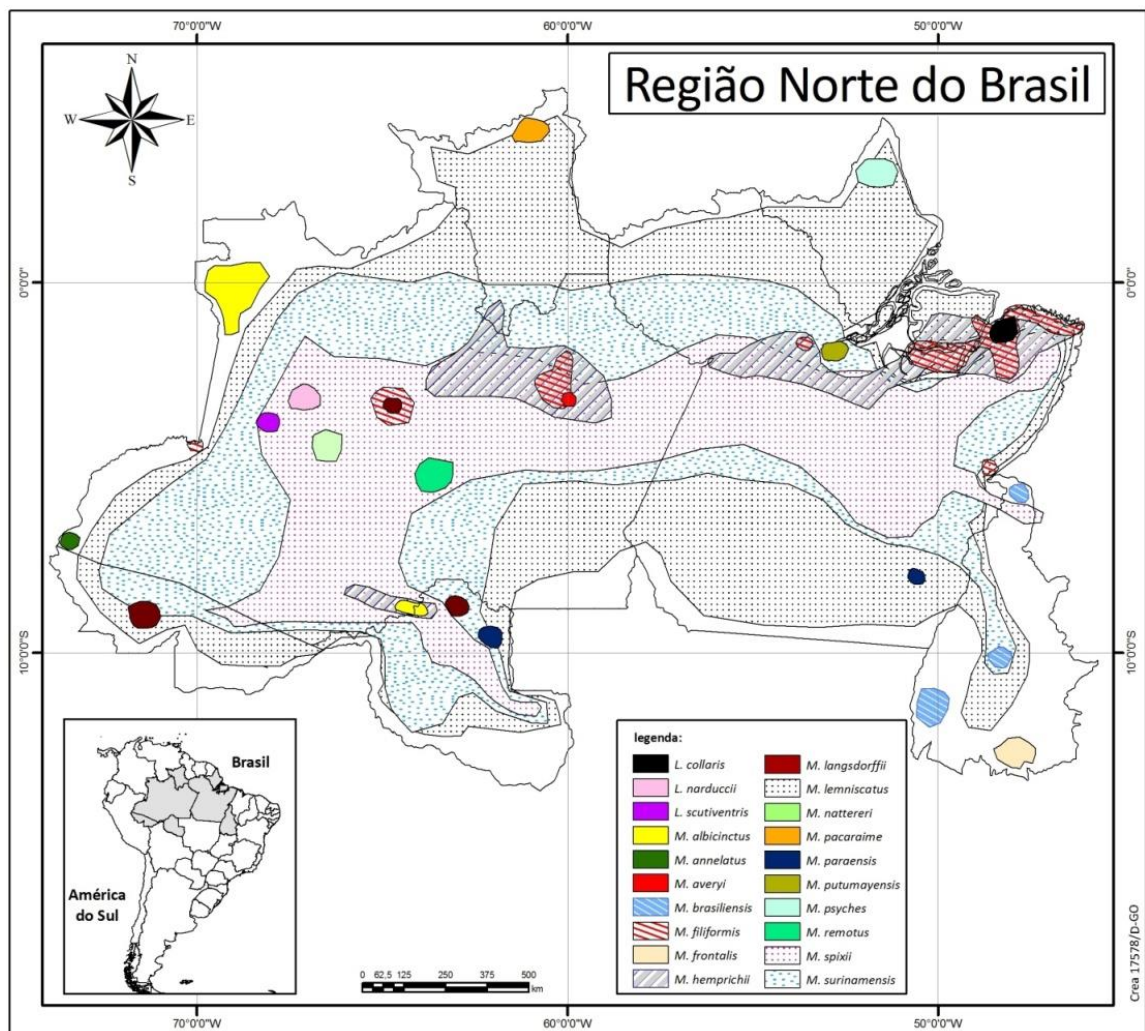 70°0'0"W 60°0'0"W 50°0'0"W
Região Norte do Brasil
N
W E
S
0°0'0" 0°0'0"
10°0'0"S 10°0'0"S
Brasil
América
do Sul
0 62,5 125 250 375 500
km
legenda:
L. collaris M. langsdorffii
L. narduccii M. lemniscatus
L. scutiventris M. nattereri
M. albicinctus M. pacaraime
M. annelatus M. paraensis
M. averyi M. putumayensis
M. brasiliensis M. psyches
M. filiformis M. remotus
M. frontalis M. spixii
M. hemprichii M. surinamensis
Crea 17578/D-GO
70°0'0"W 60°0'0"W 50°0'0"W